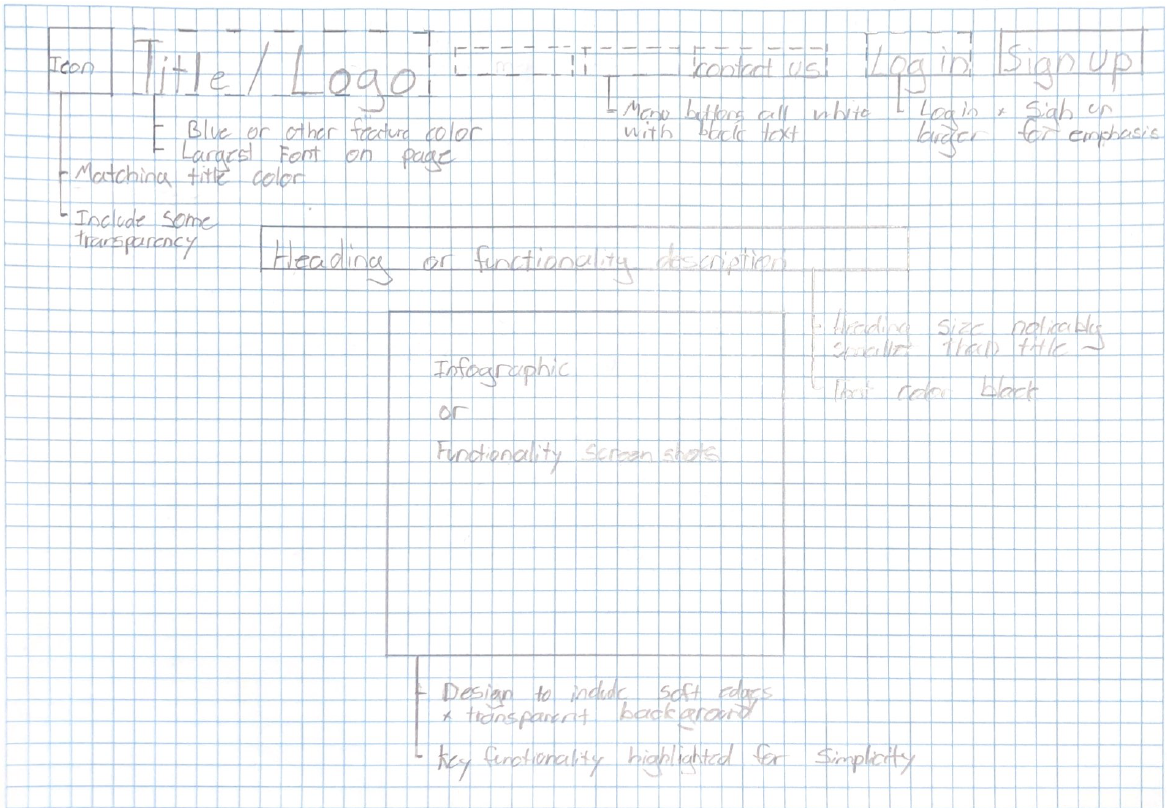 Icon
Title / Logo
contact us
Log in
Sign up
Menu buttons all white
with back text
Log in & Sign up
larger for emphasis
Blue or other feature color
Largest Font on page
Matching title color
Include some
transparency
Heading or functionality description
Heading size noticably
smaller than title
Font color black
Infographic
or
Functionality Screen shots
Design to include soft edges
& transparent background
Key functionality highlighted for simplicity